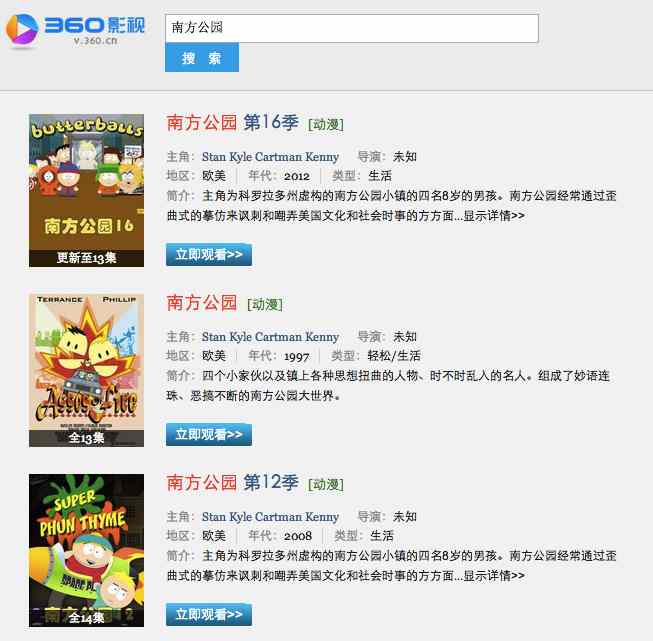 360影视
v.360.cn
南方公园
搜 索
butterballs
南方公园16
更新至13集
南方公园 第16季 [动漫]
主角：Stan Kyle Cartman Kenny 导演：未知
地区：欧美 年代：2012 类型：生活
简介：主角为科罗拉多州虚构的南方公园小镇的四名8岁的男孩。南方公园经常通过歪
曲式的摹仿来讽刺和嘲弄美国文化和社会时事的方方面...显示详情>>
立即观看>>
TERRANCE PHILLIP
全13集
南方公园 [动漫]
主角：Stan Kyle Cartman Kenny 导演：未知
地区：欧美 年代：1997 类型：轻松/生活
简介：四个小家伙以及镇上各种思想扭曲的人物、时不时乱人的名人。组成了妙语连
珠、恶搞不断的南方公园大世界。
立即观看>>
SUPER
PHUN THYME
南方公园12
全14集
南方公园 第12季 [动漫]
主角：Stan Kyle Cartman Kenny 导演：未知
地区：欧美 年代：2008 类型：生活
简介：主角为科罗拉多州虚构的南方公园小镇的四名8岁的男孩。南方公园经常通过歪
曲式的摹仿来讽刺和嘲弄美国文化和社会时事的方方面...显示详情>>
立即观看>>